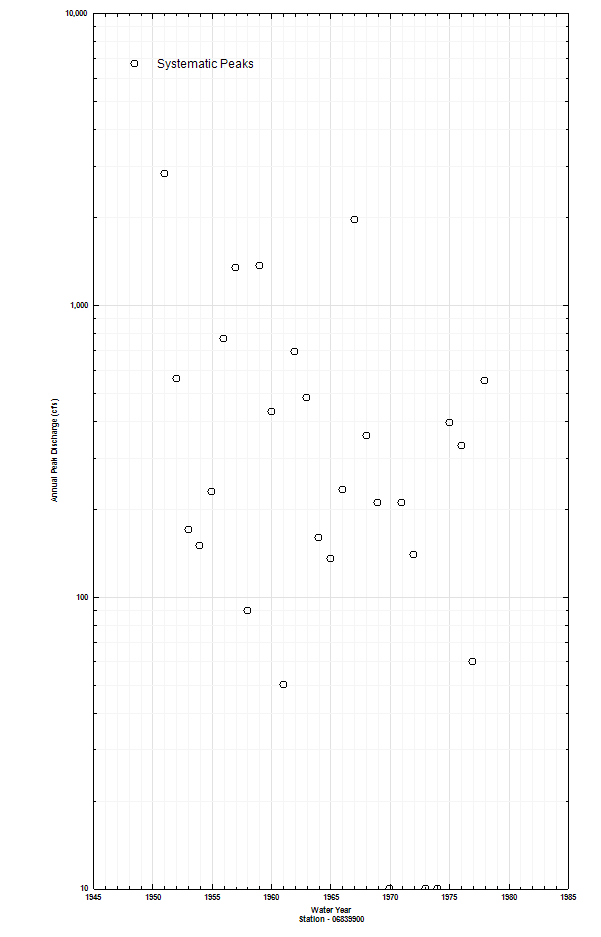 10,000
Systematic Peaks
1,000
Annual Peak Discharge (cfs)
100
10
1945 1950 1955 1960 1965 1970 1975 1980 1985
Water Year
Station - 06839900